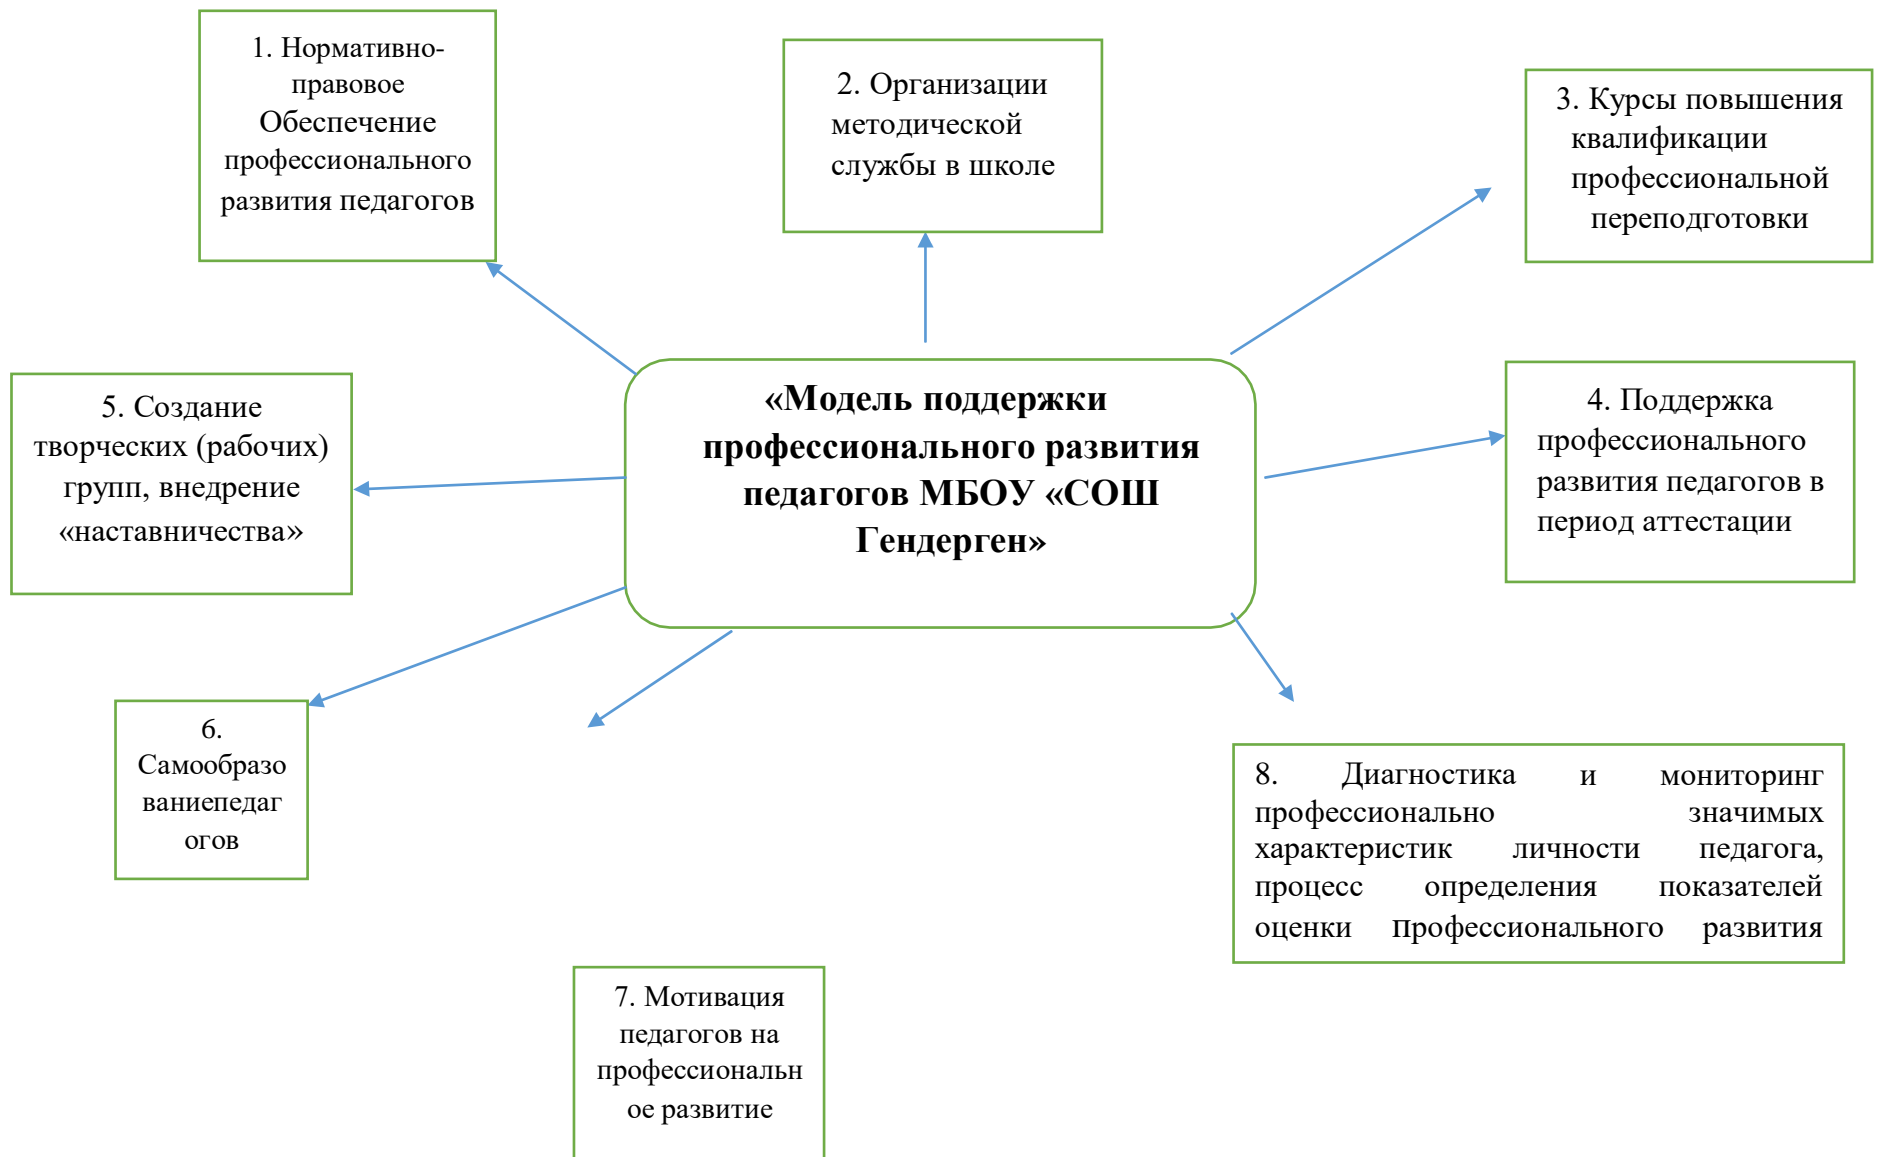 1. Нормативно-
правовое
Обеспечение
профессионального
развития педагогов
2. Организации
методической
службы в школе
3. Курсы повышения
квалификации
профессиональной
переподготовки
«Модель поддержки
профессионального развития
педагогов МБОУ «СОШ
Гендерген»
4. Поддержка
профессионального
развития педагогов в
период аттестации
5. Создание
творческих (рабочих)
групп, внедрение
«наставничества»
6.
Самообразо
ваниепедаг
огов
7. Мотивация
педагогов на
профессиональн
ое развитие
8. Диагностика и мониторинг
профессионально значимых
характеристик личности педагога,
процесс определения показателей
оценки профессионального развития